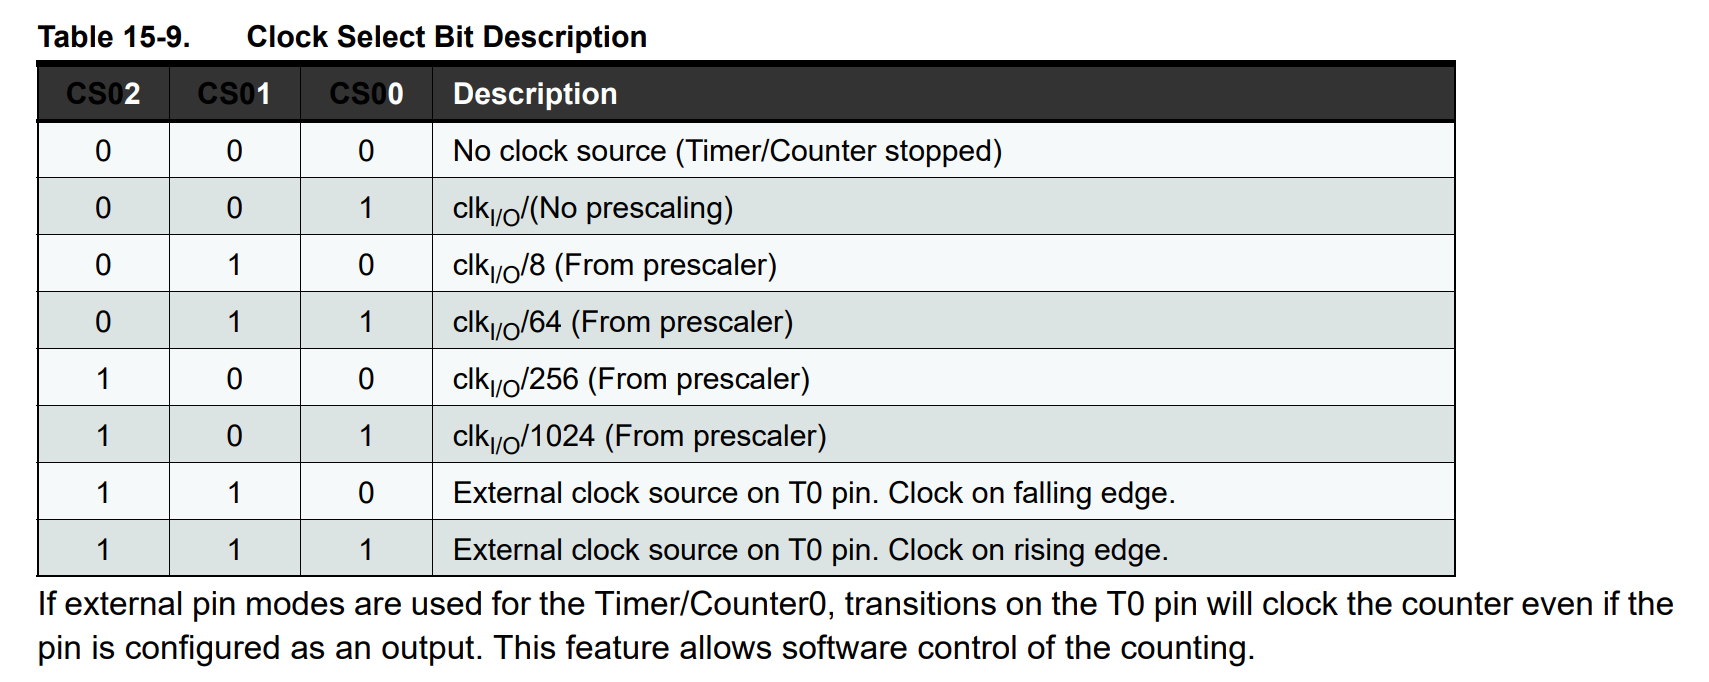 Table 15-9. Clock Select Bit Description
CS02 CS01 CS00 Description
0 0 0 No clock source (Timer/Counter stopped)
0 0 1 clkI/O/(No prescaling)
0 1 0 clkI/O/8 (From prescaler)
0 1 1 clkI/O/64 (From prescaler)
1 0 0 clkI/O/256 (From prescaler)
1 0 1 clkI/O/1024 (From prescaler)
1 1 0 External clock source on T0 pin. Clock on falling edge.
1 1 1 External clock source on T0 pin. Clock on rising edge.
If external pin modes are used for the Timer/Counter0, transitions on the T0 pin will clock the counter even if the
pin is configured as an output. This feature allows software control of the counting.